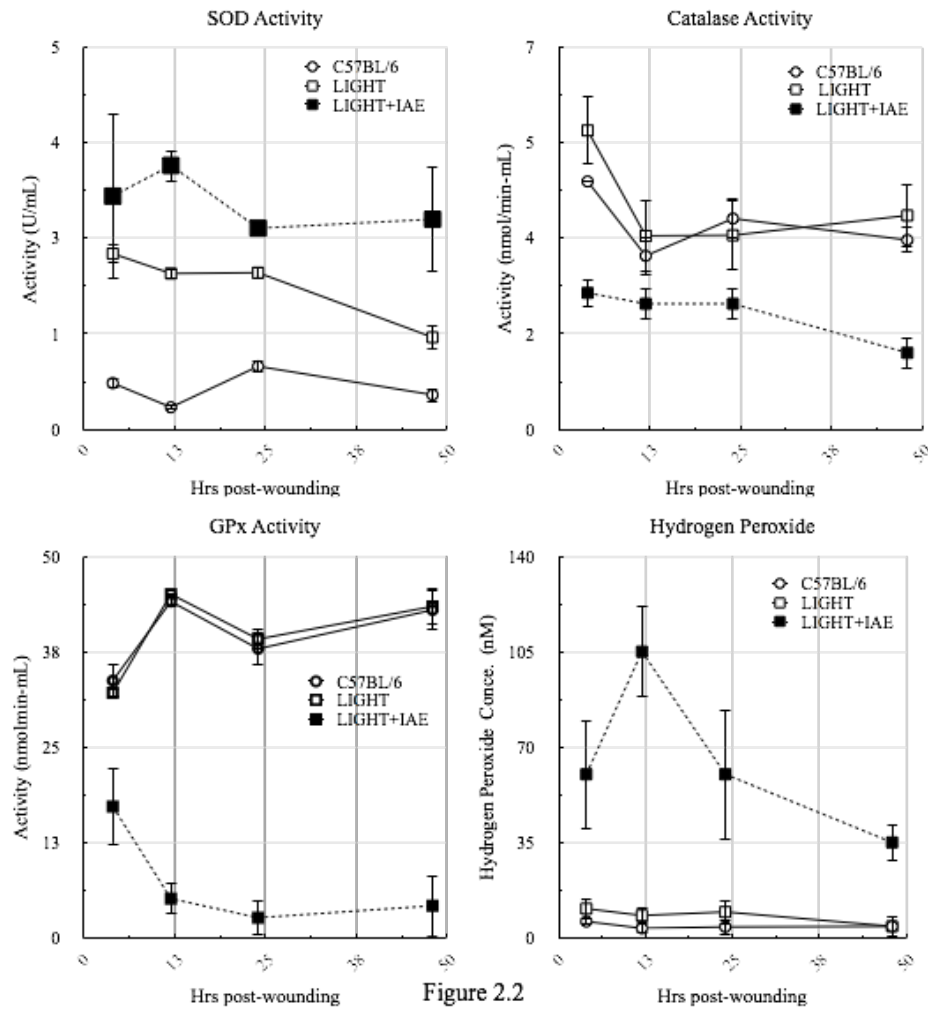 SOD Activity
5
4
3
1
0
Activity (U/mL)
C57BL/6
LIGHT
LIGHT+IAE
0
13
25
38
50
Hrs post-wounding
Catalase Activity
7
5
4
2
0
Activity (nmol/min-mL)
C57BL/6
LIGHT
LIGHT+IAE
0
13
25
38
50
Hrs post-wounding
GPx Activity
50
38
25
13
0
Activity (nmolmin-mL)
C57BL/6
LIGHT
LIGHT+IAE
0
13
25
38
50
Hrs post-wounding
Hydrogen Peroxide
140
105
70
35
0
Hydrogen Peroxide Conce. (nM)
C57BL/6
LIGHT
LIGHT+IAE
0
13
25
38
50
Hrs post-wounding
Figure 2.2